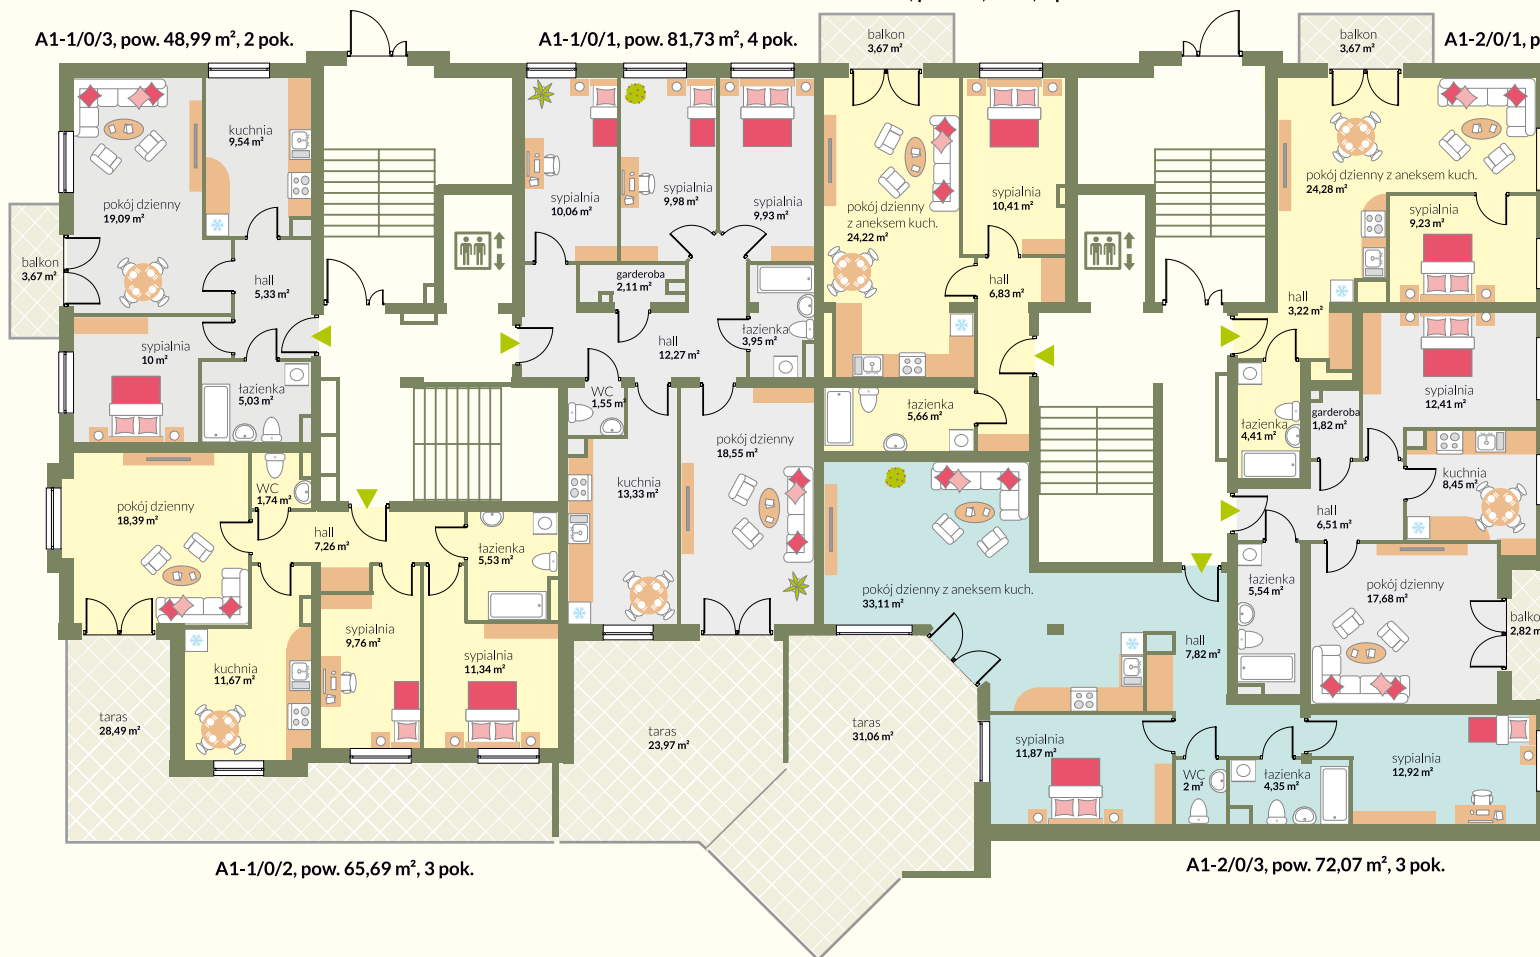 A1-1/0/3, pow. 48,99 m², 2 pok.
A1-1/0/1, pow. 81,73 m², 4 pok.
A1-2/0/1, p
balkon
3,67 m²
balkon
3,67 m²
kuchnia
9,54 m²
pokój dzienny
19,09 m²
balkon
3,67 m²
hall
5,33 m²
sypialnia
10 m²
łazienka
5,03 m²
sypialnia
10,06 m²
sypialnia
9,98 m²
sypialnia
9,93 m²
garderoba
2,11 m²
hall
12,27 m²
łazienka
3,95 m²
WC
1,55 m²
kuchnia
13,33 m²
pokój dzienny
18,55 m²
pokój dzienny
z aneksem kuch.
24,22 m²
sypialnia
10,41 m²
hall
6,83 m²
łazienka
5,66 m²
pokój dzienny z aneksem kuch.
24,28 m²
sypialnia
9,23 m²
hall
3,22 m²
łazienka
4,41 m²
garderoba
1,82 m²
sypialnia
12,41 m²
kuchnia
8,45 m²
hall
6,51 m²
łazienka
5,54 m²
pokój dzienny
17,68 m²
balko
2,82 m
pokój dzienny
18,39 m²
WC
1,74 m²
hall
7,26 m²
łazienka
5,53 m²
sypialnia
9,76 m²
sypialnia
11,34 m²
kuchnia
11,67 m²
taras
28,49 m²
taras
23,97 m²
taras
31,06 m²
pokój dzienny z aneksem kuch.
33,11 m²
hall
7,82 m²
sypialnia
11,87 m²
WC
2 m²
łazienka
4,35 m²
sypialnia
12,92 m²
A1-1/0/2, pow. 65,69 m², 3 pok.
A1-2/0/3, pow. 72,07 m², 3 pok.